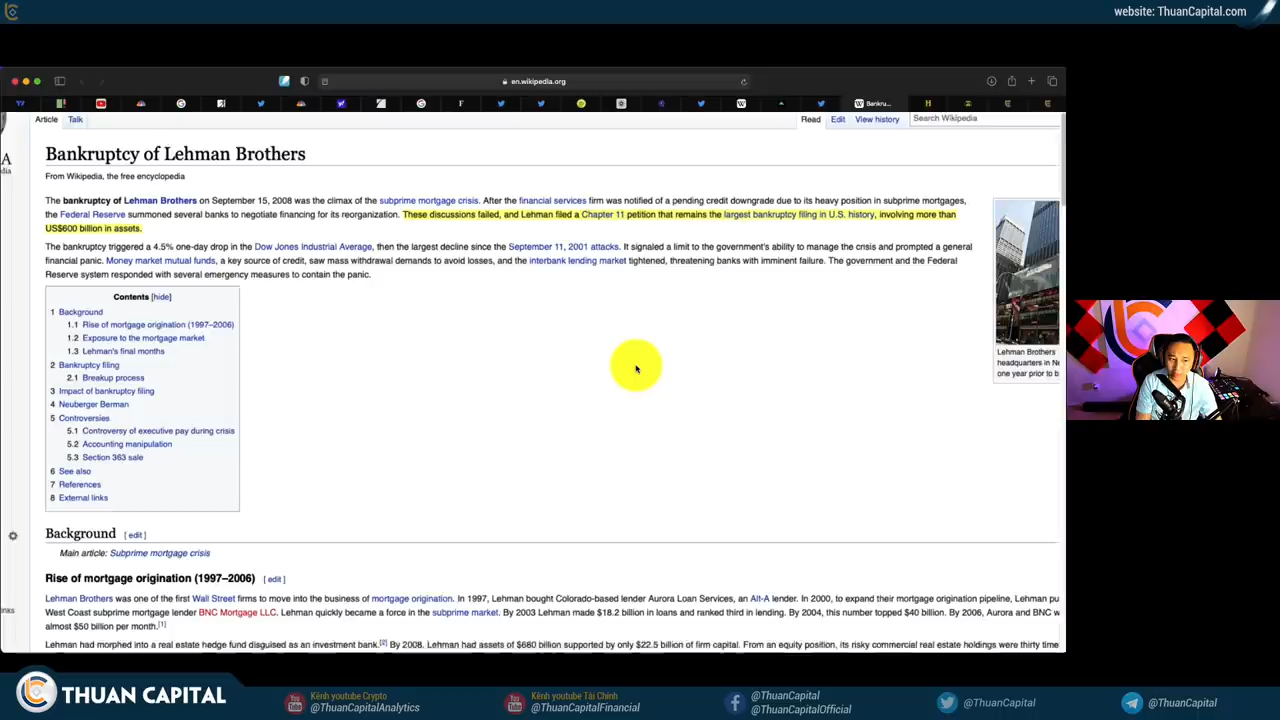 website: ThuanCapital.com
en.wikipedia.org
Bankru...
Article Talk
Read Edit View history Search Wikipedia
A
dia
Bankruptcy of Lehman Brothers
From Wikipedia, the free encyclopedia
The bankruptcy of Lehman Brothers on September 15, 2008 was the climax of the subprime mortgage crisis. After the financial services firm was notified of a pending credit downgrade due to its heavy position in subprime mortgages,
the Federal Reserve summoned several banks to negotiate financing for its reorganization. These discussions failed, and Lehman filed a Chapter 11 petition that remains the largest bankruptcy filing in U.S. history, involving more than
US$600 billion in assets.
The bankruptcy triggered a 4.5% one-day drop in the Dow Jones Industrial Average, then the largest decline since the September 11, 2001 attacks. It signaled a limit to the government's ability to manage the crisis and prompted a general
financial panic. Money market mutual funds, a key source of credit, saw mass withdrawal demands to avoid losses, and the interbank lending market tightened, threatening banks with imminent failure. The government and the Federal
Reserve system responded with several emergency measures to contain the panic.
Contents [hide]
1 Background
1.1 Rise of mortgage origination (1997–2006)
1.2 Exposure to the mortgage market
1.3 Lehman's final months
2 Bankruptcy filing
2.1 Breakup process
3 Impact of bankruptcy filing
4 Neuberger Berman
5 Controversies
5.1 Controversy of executive pay during crisis
5.2 Accounting manipulation
5.3 Section 363 sale
6 See also
7 References
8 External links
Lehman Brothers'
headquarters in Ne
one year prior to b
Background [ edit ]
Main article: Subprime mortgage crisis
Rise of mortgage origination (1997–2006) [ edit ]
Lehman Brothers was one of the first Wall Street firms to move into the business of mortgage origination. In 1997, Lehman bought Colorado-based lender Aurora Loan Services, an Alt-A lender. In 2000, to expand their mortgage origination pipeline, Lehman pu
West Coast subprime mortgage lender BNC Mortgage LLC. Lehman quickly became a force in the subprime market. By 2003 Lehman made $18.2 billion in loans and ranked third in lending. By 2004, this number topped $40 billion. By 2006, Aurora and BNC w
almost $50 billion per month.[1]
Lehman had morphed into a real estate hedge fund disguised as an investment bank.[2] By 2008, Lehman had assets of $680 billion supported by only $22.5 billion of firm capital. From an equity position, its risky commercial real estate holdings were thirty time
inks
THUAN CAPITAL
Kênh youtube Crypto
@ThuanCapitalAnalytics
Kênh youtube Tài Chính
@ThuanCapitalFinancial
@ThuanCapital
@ThuanCapitalOfficial
@ThuanCapital
@ThuanCapital